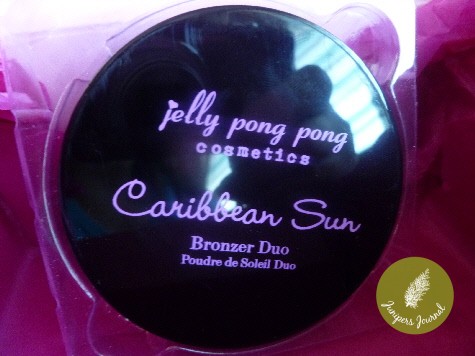 jelly pong pong
cosmetics
Caribbean Sun
Bronzer Duo
Poudre de Soleil Duo
Junipers Journal